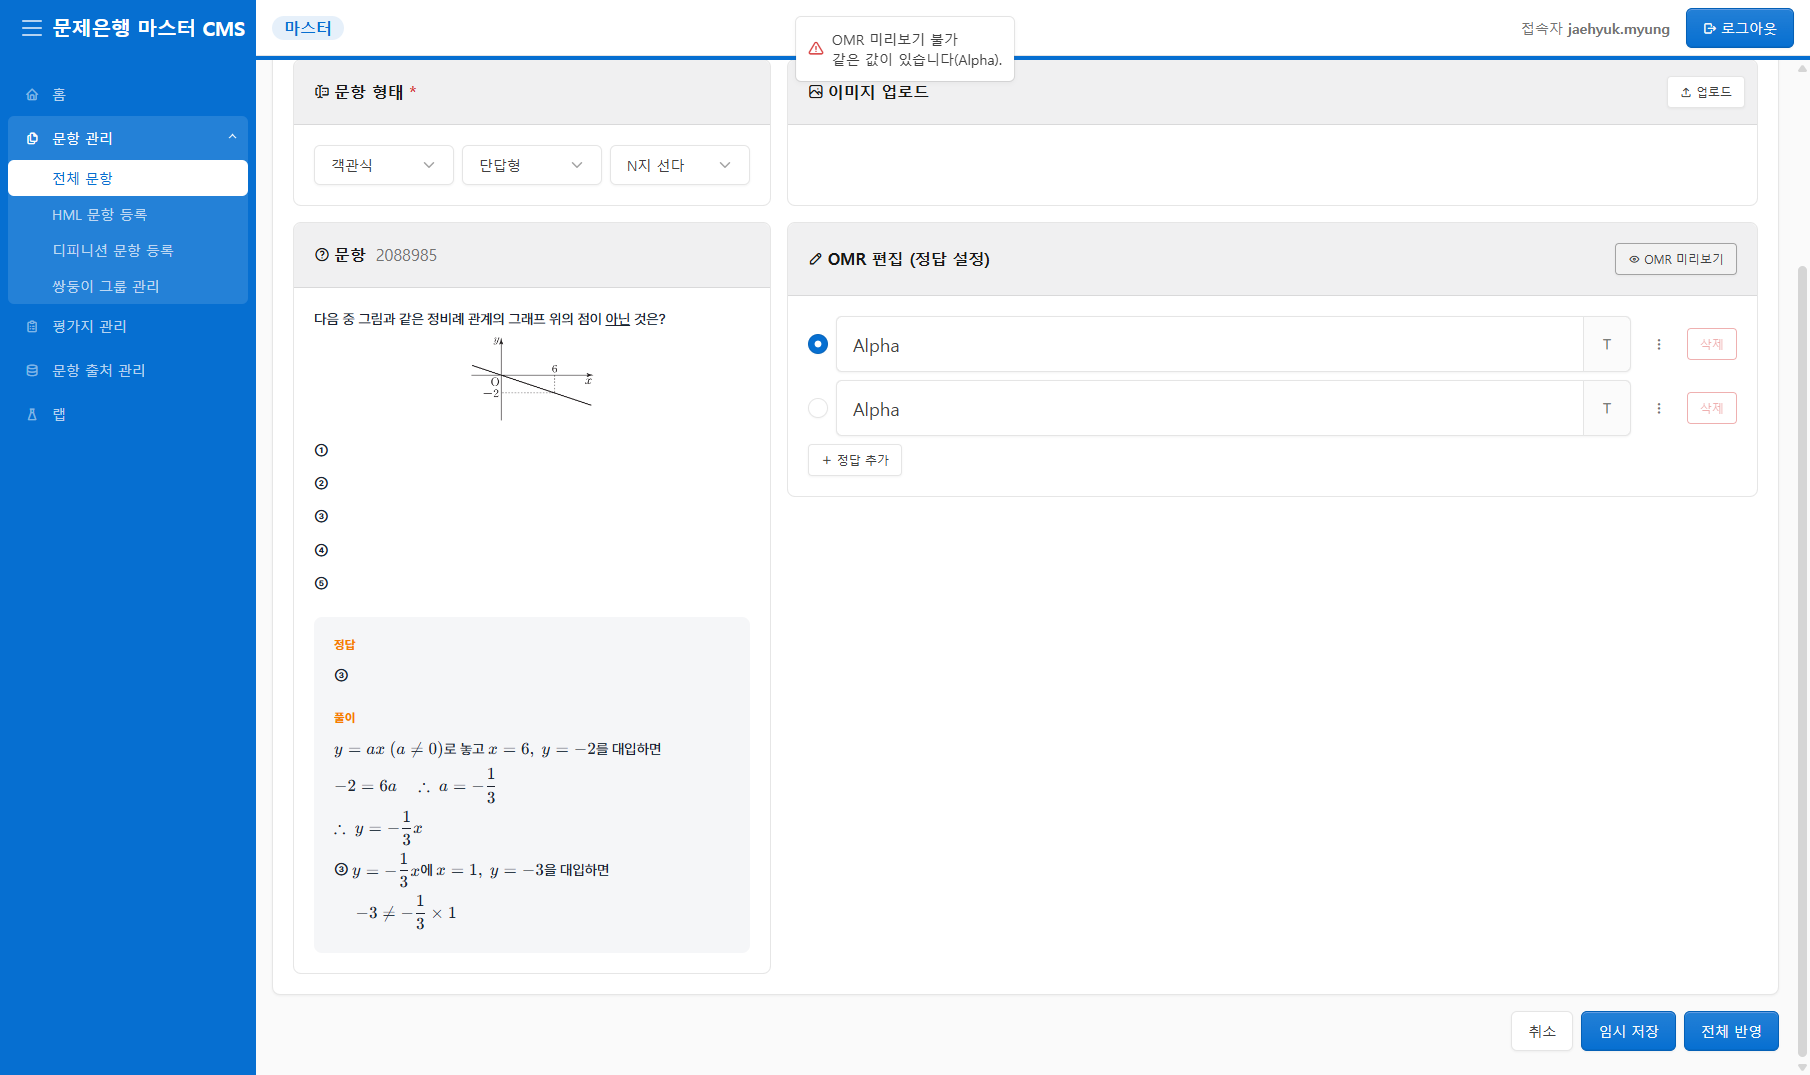 문제은행 마스터 CMS
홈
문항 관리
전체 문항
HML 문항 등록
디피니션 문항 등록
쌍둥이 그룹 관리
평가지 관리
문항 출처 관리
랩
마스터
OMR 미리보기 불가
같은 값이 있습니다(Alpha).
접속자 jaehyuk.myung
로그아웃
문항 형태 *
객관식
단답형
N지 선다
이미지 업로드
업로드
문항 2088985
다음 중 그림과 같은 정비례 관계의 그래프 위의 점이 아닌 것은?
y
6
O
x
−2
①
②
③
④
⑤
정답
③
풀이
y = ax (a ≠ 0)로 놓고 x = 6, y = −2를 대입하면
−2 = 6a ∴ a = −1/3
∴ y = −1/3x
③ y = −1/3x에 x = 1, y = −3을 대입하면
−3 ≠ −1/3 × 1
OMR 편집 (정답 설정)
OMR 미리보기
Alpha
T
삭제
Alpha
T
삭제
+ 정답 추가
취소
임시 저장
전체 반영